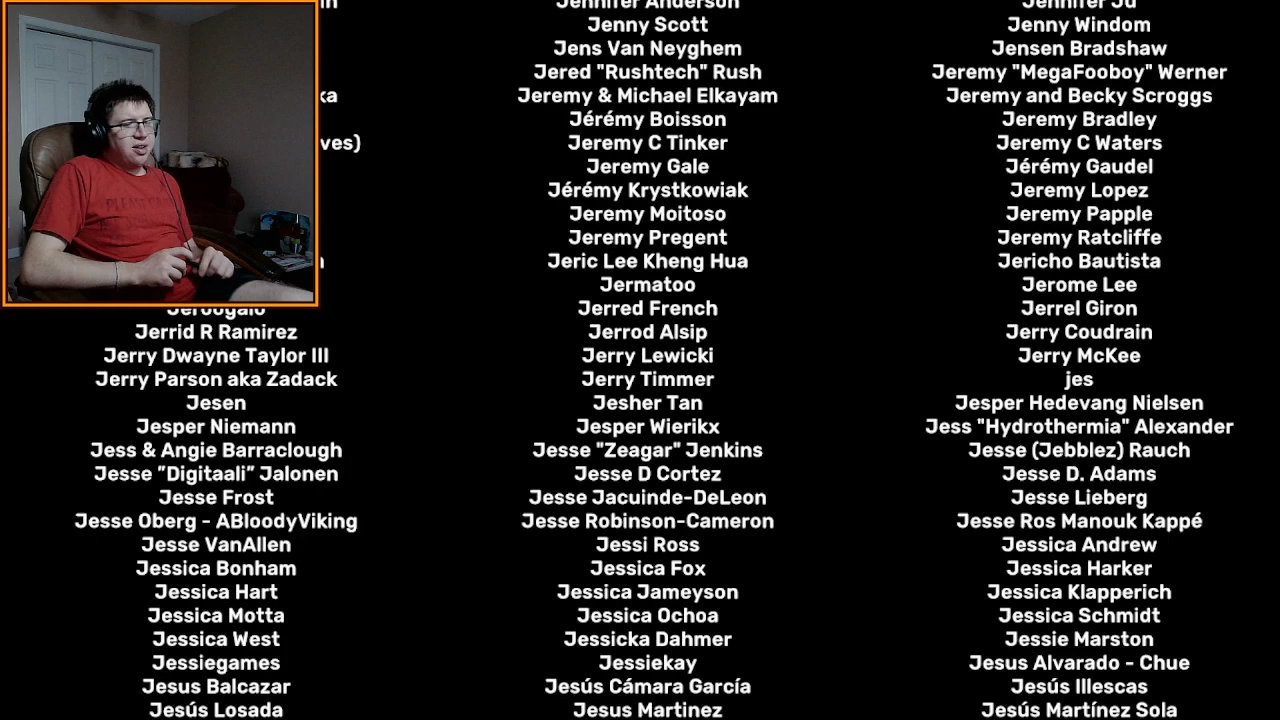 Jennifer Anderson Jennifer Ju
Jenny Scott Jenny Windom
Jens Van Neyghem Jensen Bradshaw
Jered "Rushtech" Rush Jeremy "MegaFooboy" Werner
ka Jeremy & Michael Elkayam Jeremy and Becky Scroggs
Jérémy Boisson Jeremy Bradley
ves) Jeremy C Tinker Jeremy C Waters
Jeremy Gale Jérémy Gaudel
Jérémy Krystkowiak Jeremy Lopez
Jeremy Moitoso Jeremy Papple
Jeremy Pregent Jeremy Ratcliffe
Jeric Lee Kheng Hua Jericho Bautista
Jermatoo Jerome Lee
Jeroogalo Jerred French Jerrel Giron
Jerrid R Ramirez Jerrod Alsip Jerry Coudrain
Jerry Dwayne Taylor III Jerry Lewicki Jerry McKee
Jerry Parson aka Zadack Jerry Timmer jes
Jesen Jesher Tan Jesper Hedevang Nielsen
Jesper Niemann Jesper Wierikx Jess "Hydrothermia" Alexander
Jess & Angie Barraclough Jesse "Zeagar" Jenkins Jesse (Jebblez) Rauch
Jesse ”Digitaali” Jalonen Jesse D Cortez Jesse D. Adams
Jesse Frost Jesse Jacuinde-DeLeon Jesse Lieberg
Jesse Oberg - ABloodyViking Jesse Robinson-Cameron Jesse Ros Manouk Kappé
Jesse VanAllen Jessi Ross Jessica Andrew
Jessica Bonham Jessica Fox Jessica Harker
Jessica Hart Jessica Jameyson Jessica Klapperich
Jessica Motta Jessica Ochoa Jessica Schmidt
Jessica West Jessicka Dahmer Jessie Marston
Jessiegames Jessiekay Jesus Alvarado - Chue
Jesus Balcazar Jesús Cámara García Jesús Illescas
Jesús Losada Jesus Martinez Jesús Martínez Sola